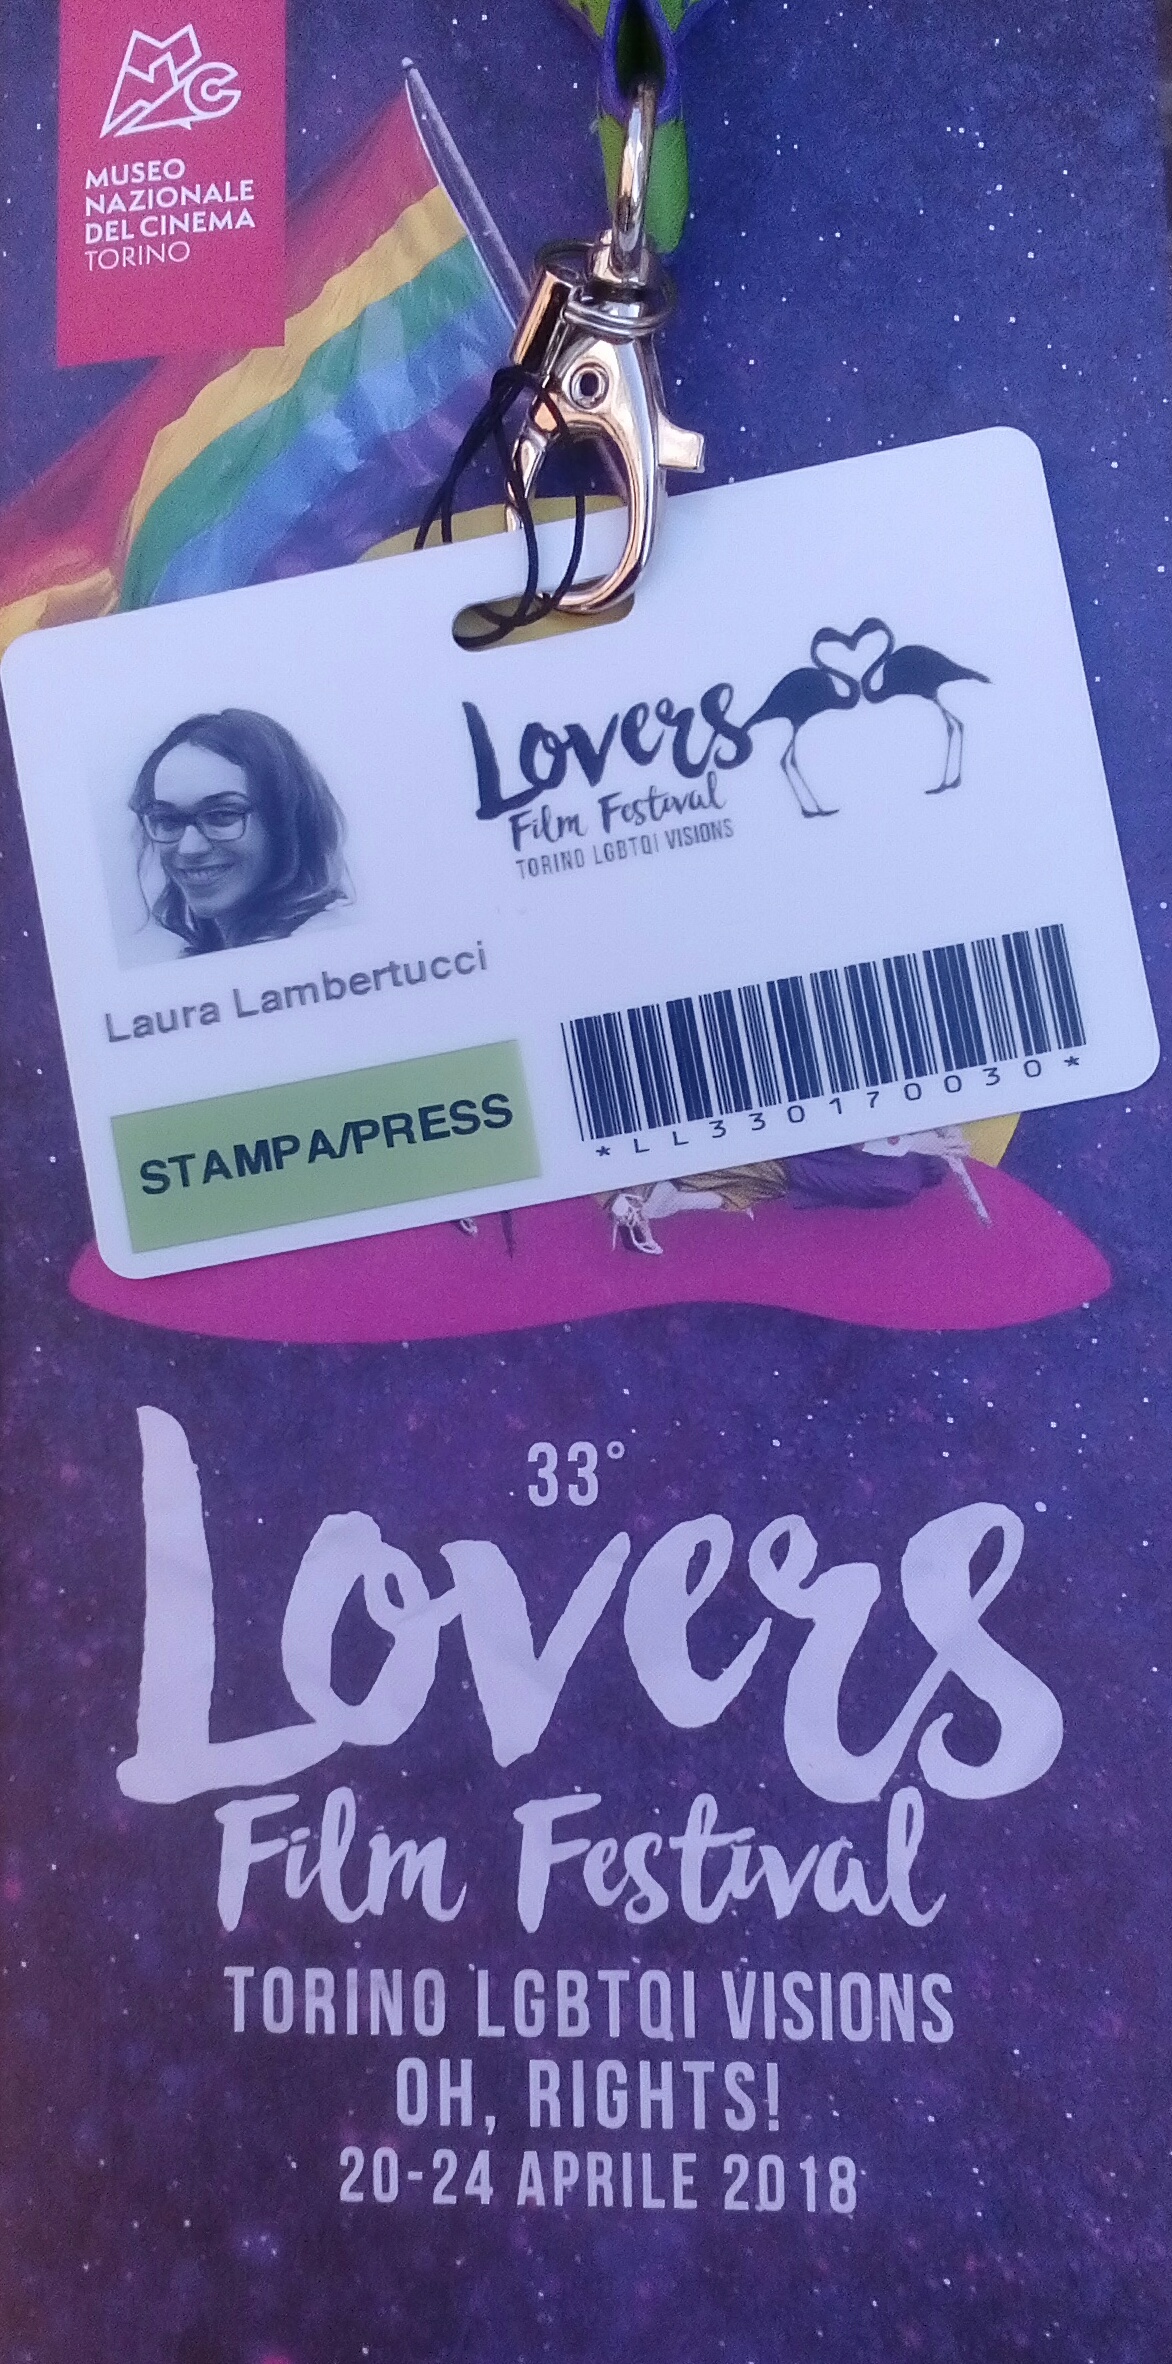 MUSEO
NAZIONALE
DEL CINEMA
TORINO
Lovers
Film Festival
TORINO LGBTQI VISIONS
Laura Lambertucci
STAMPA/PRESS
*LL330170030*
33°
Lovers
Film Festival
TORINO LGBTQI VISIONS
OH, RIGHTS!
20-24 APRILE 2018